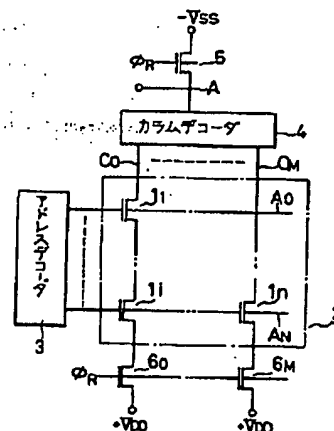 -VSS
ΦR 5
A
カラムデコーダ 4
C0 CM
アドレスデコーダ
3
11 A0
1i 1n
AN
2
ΦR 60 6M
+VDD +VDD